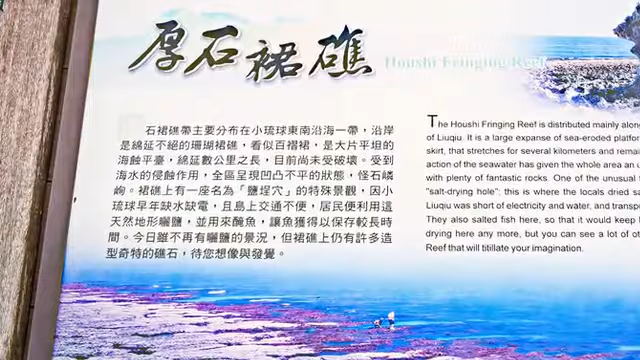 厚石裙礁
Houshi Fringing Reef
石裙礁帶主要分布在小琉球東南沿海一帶，沿岸
是綿延不絕的珊瑚裙礁，看似百褶裙，是大片平坦的
海蝕平臺，綿延數公里之長，目前尚未受破壞。受到
海水的侵蝕作用，全區呈現凹凸不平的狀態，怪石嶙
峋。裙礁上有一座名為「鹽埕穴」的特殊景觀，因小
琉球早年缺水缺電，且島上交通不便，居民便利用這
天然地形曬鹽，並用來醃魚，讓魚獲得以保存較長時
間。今日雖不再有曬鹽的景況，但裙礁上仍有許多造
型奇特的礁石，待您想像與發覺。
The Houshi Fringing Reef is distributed mainly along
of Liuqiu. It is a large expanse of sea-eroded platfor
skirt, that stretches for several kilometers and remai
action of the seawater has given the whole area an u
with plenty of fantastic rocks. One of the unusual
"salt-drying hole": this is where the locals dried sa
Liuqiu was short of electricity and water, and transp
They also salted fish here, so that it would keep
drying here any more, but you can see a lot of ot
Reef that will titillate your imagination.